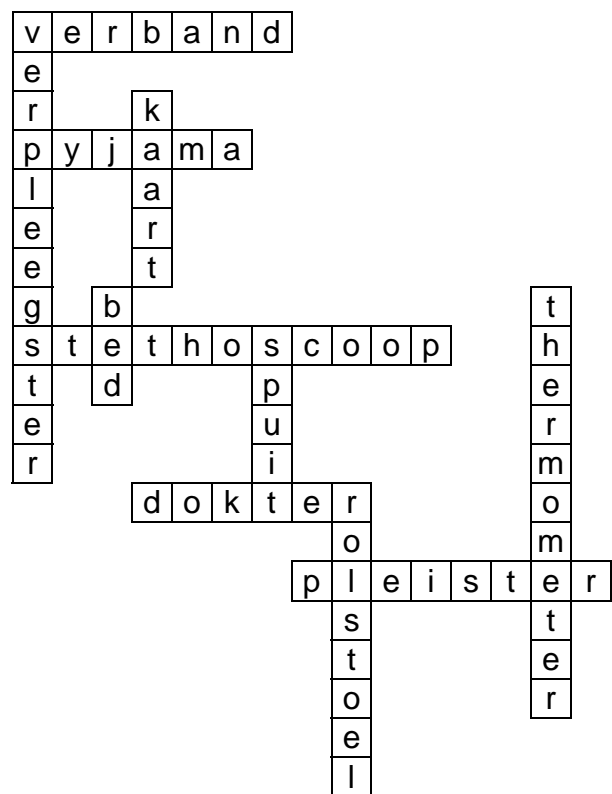 verband
verpleegster
kaart
pyjama
bed
thermometer
stethoscoop
spuit
dokter
rolstoel
pleister